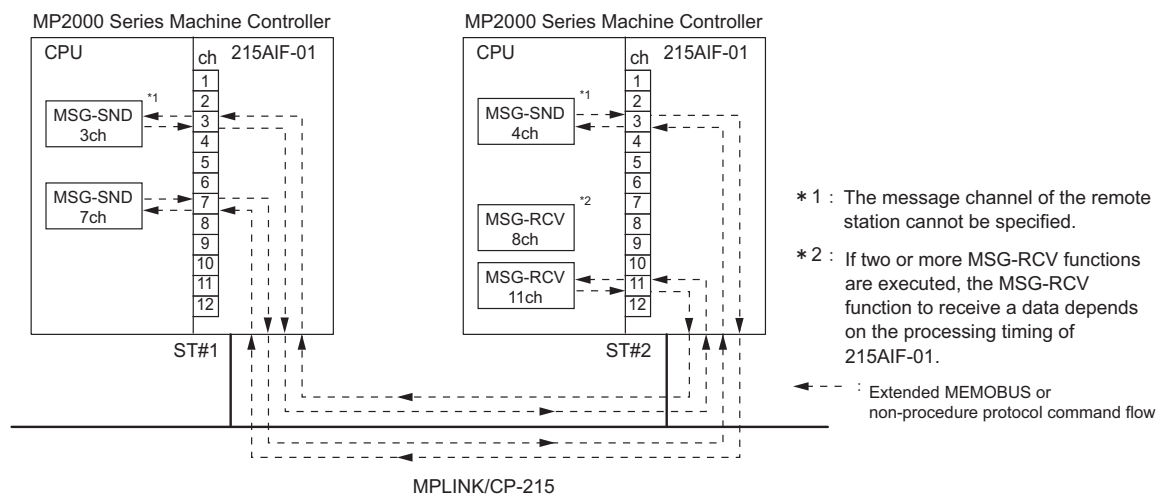 MP2000 Series Machine Controller
CPU
ch
215AIF-01
1
2
3
4
5
6
7
8
9
10
11
12
MSG-SND
3ch
*1
MSG-SND
7ch
ST#1
MP2000 Series Machine Controller
CPU
ch
215AIF-01
1
2
3
4
5
6
7
8
9
10
11
12
MSG-SND
4ch
*1
MSG-RCV
8ch
*2
MSG-RCV
11ch
ST#2
MPLINK/CP-215
*1 : The message channel of the remote
station cannot be specified.
*2 : If two or more MSG-RCV functions
are executed, the MSG-RCV
function to receive a data depends
on the processing timing of
215AIF-01.
: Extended MEMOBUS or
non-procedure protocol command flow